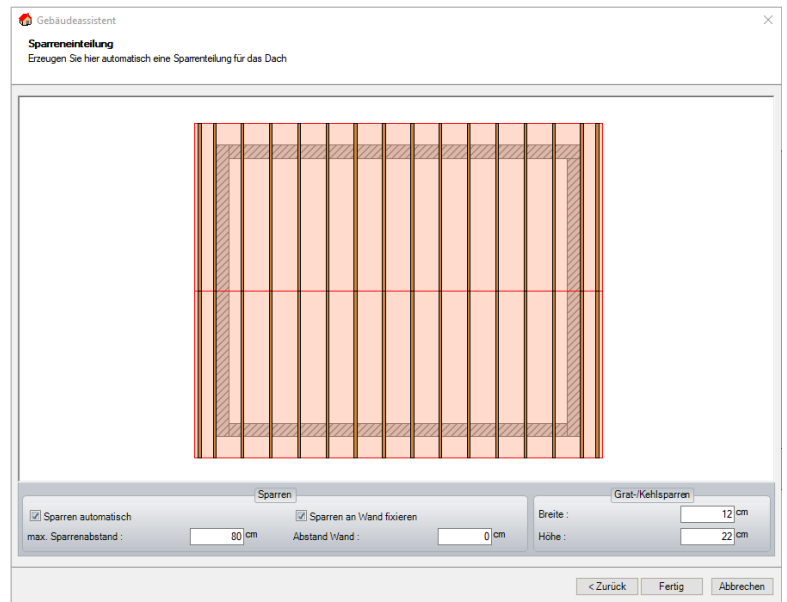 Gebäudeassistent
Sparreneinteilung
Erzeugen Sie hier automatisch eine Sparrenteilung für das Dach
Sparren
Sparren automatisch
Sparren an Wand fixieren
max. Sparrenabstand : 80 cm
Abstand Wand : 0 cm
Grat-/Kehlsparren
Breite : 12 cm
Höhe : 22 cm
< Zurück
Fertig
Abbrechen